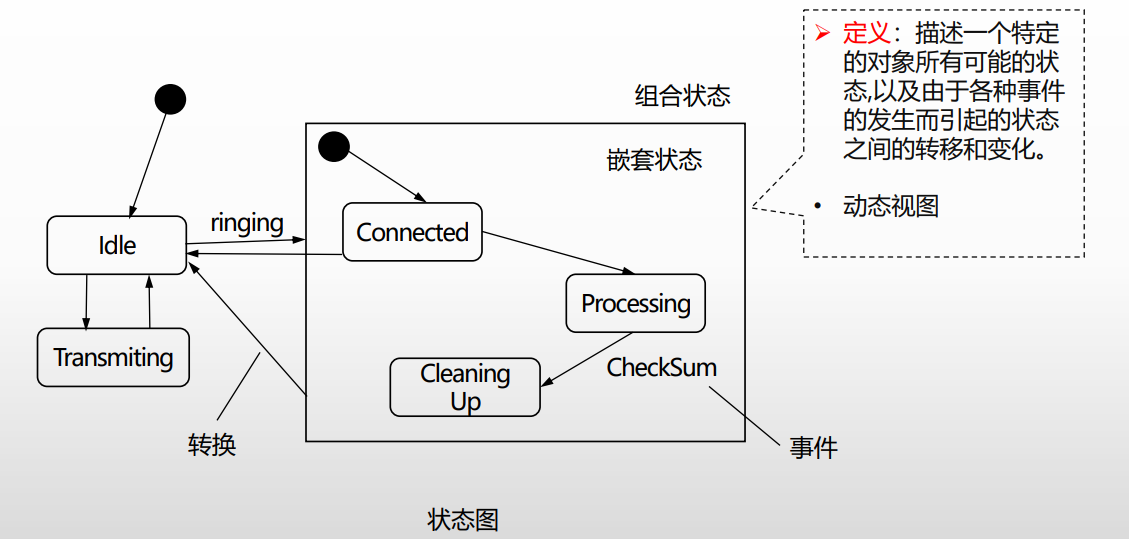 ➢ 定义：描述一个特定
的对象所有可能的状
态,以及由于各种事件
的发生而引起的状态
之间的转移和变化。
• 动态视图
组合状态
嵌套状态
ringing
Idle
Connected
Processing
Transmiting
Cleaning
Up
CheckSum
转换
事件
状态图